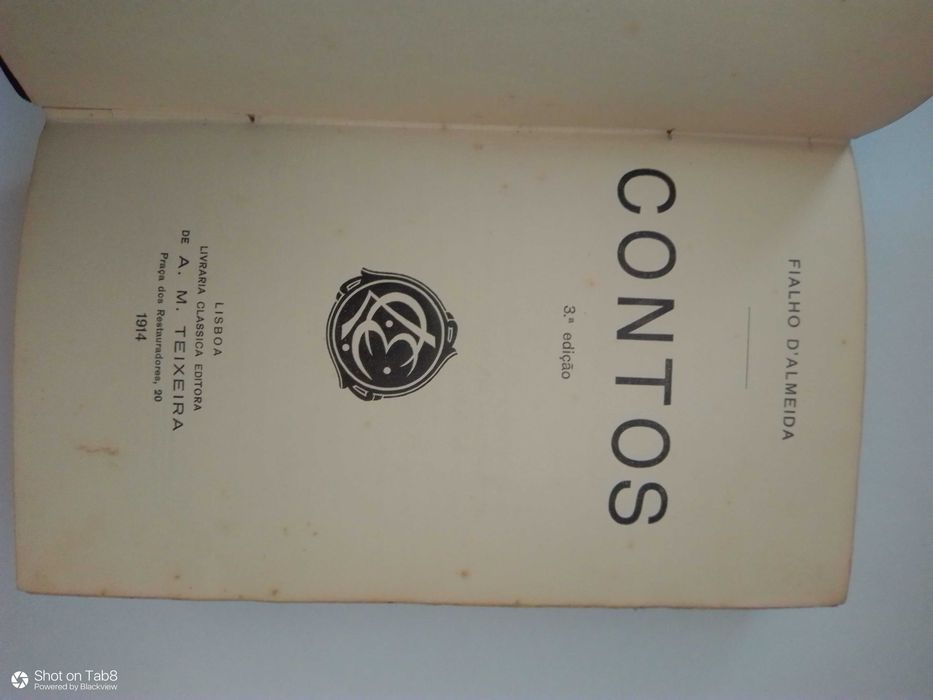 FIALHO D'ALMEIDA
CONTOS
3.ª edição
LISBOA
LIVRARIA CLASSICA EDITORA
DE A. M. TEIXEIRA
Praça dos Restauradores, 20
1914
Shot on Tab8
Powered by Blackview